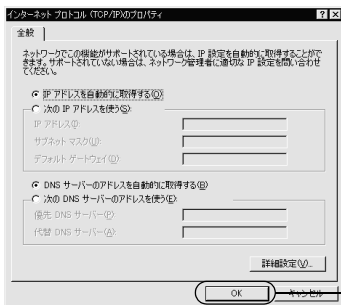 インターネット プロトコル (TCP/IP)のプロパティ
全般
ネットワークでこの機能がサポートされている場合は、IP 設定を自動的に取得することがで
きます。サポートされていない場合は、ネットワーク管理者に適切な IP 設定を問い合わせ
てください。
IP アドレスを自動的に取得する(O)
次の IP アドレスを使う(S):
IP アドレス(I):
サブネット マスク(U):
デフォルト ゲートウェイ(D):
DNS サーバーのアドレスを自動的に取得する(B)
次の DNS サーバーのアドレスを使う(E):
優先 DNS サーバー(P):
代替 DNS サーバー(A):
詳細設定(V)...
OK
キャンセル